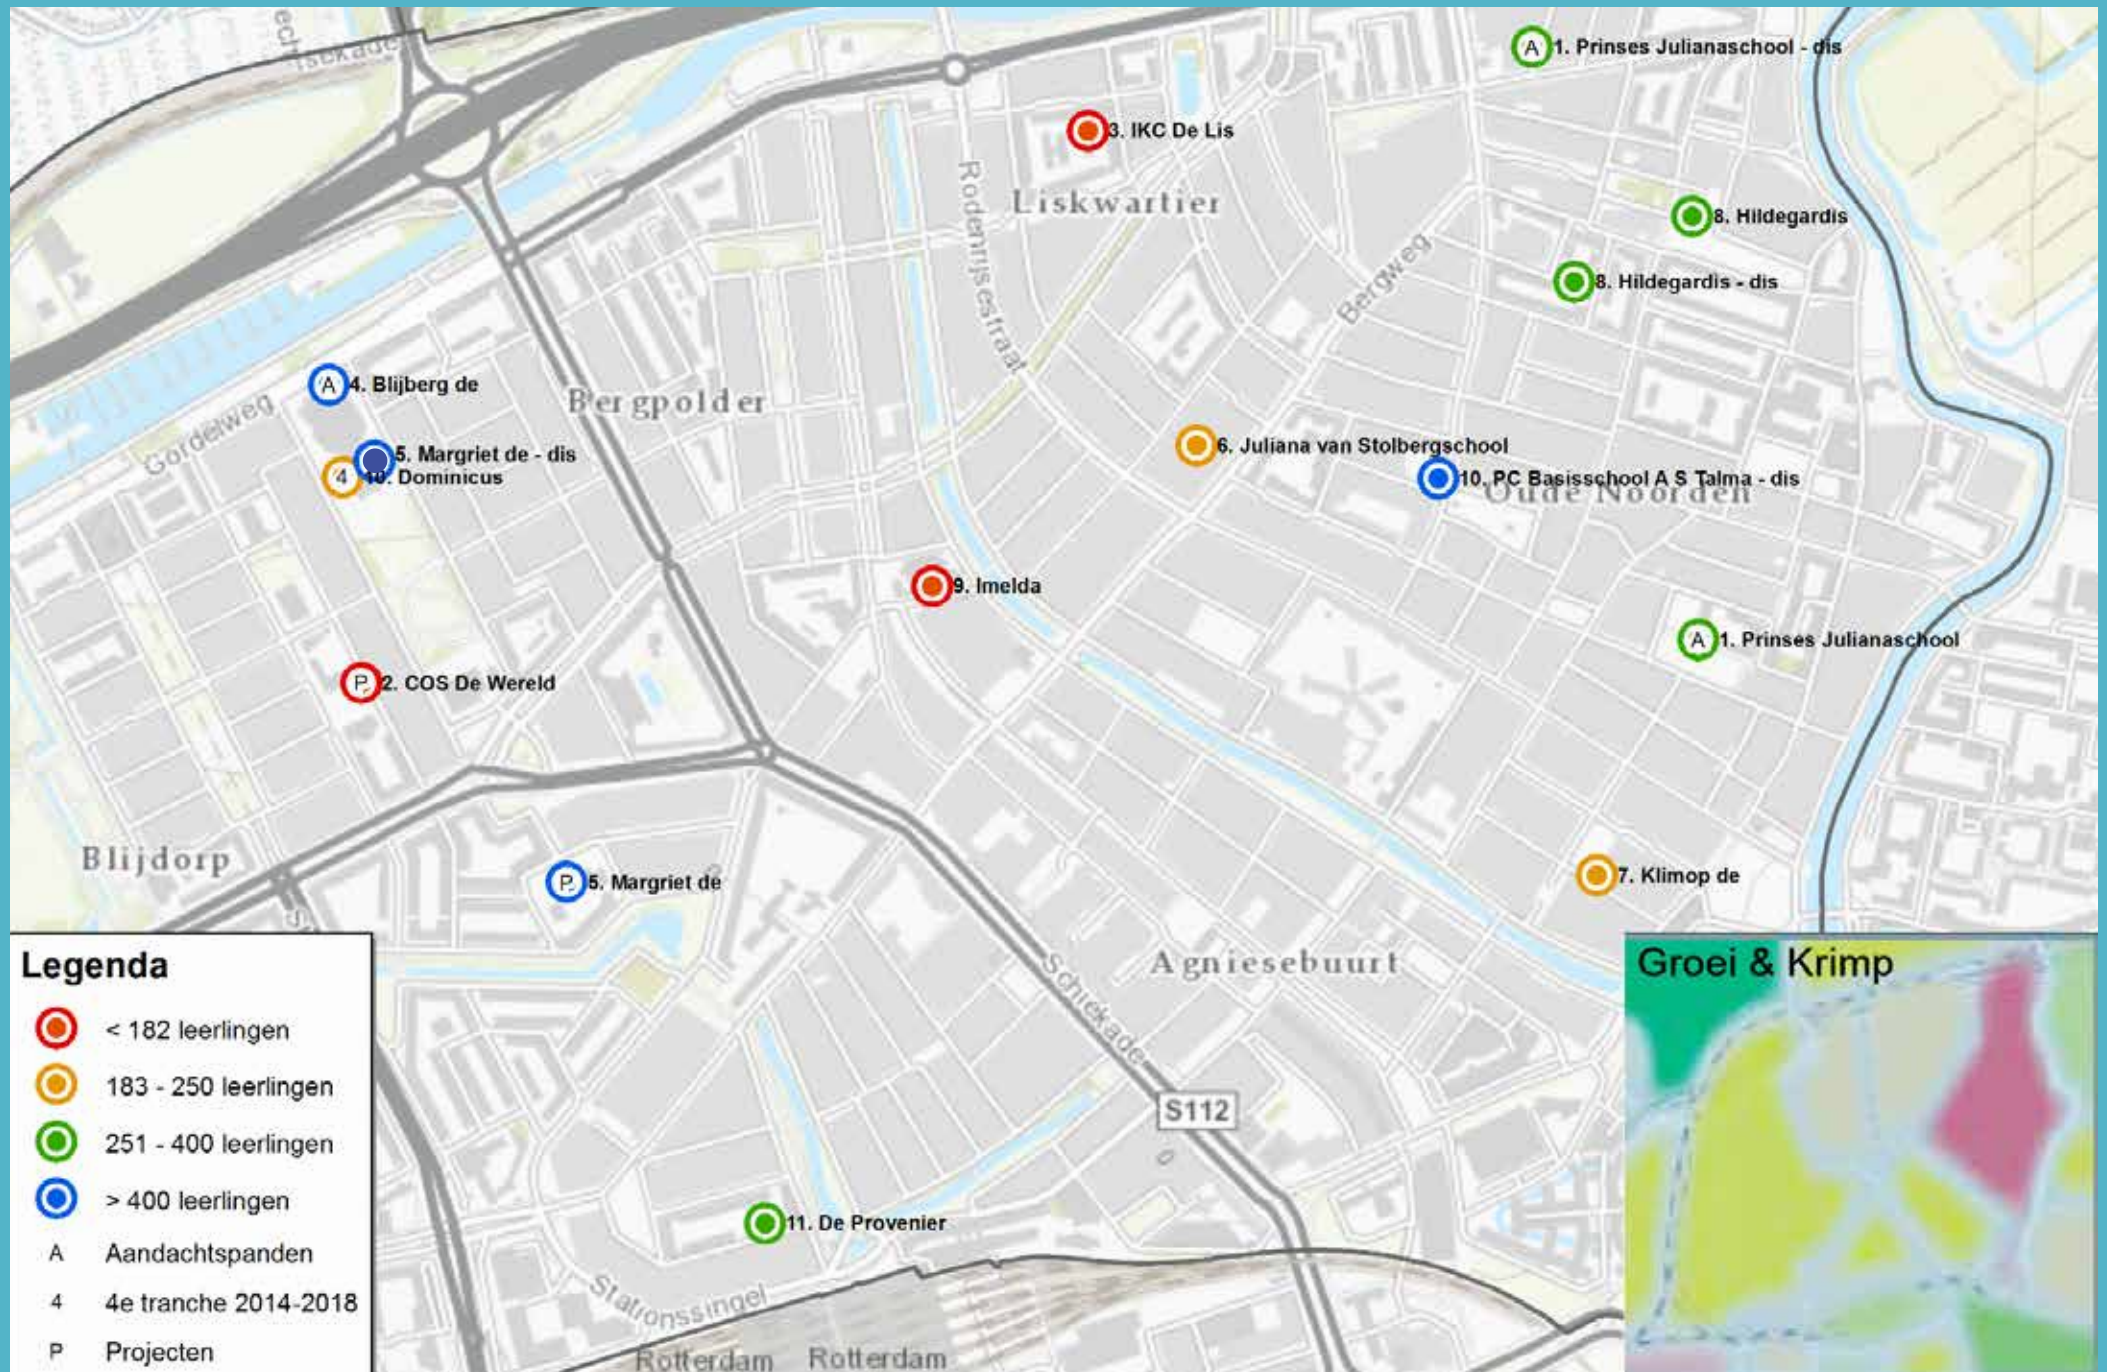 1. Prinses Julianaschool - dis
A
3. IKC De Lis
Liskwartier
Rodenrijsestraat
8. Hildegardis
8. Hildegardis - dis
Bergweg
A
4. Blijberg de
Bergpolder
Gordelweg
5. Margriet de - dis
4
10. Dominicus
6. Juliana van Stolbergschool
10. PC Basisschool A S Talma - dis
Oude Noorden
9. Imelda
A
1. Prinses Julianaschool
P
2. COS De Wereld
Blijdorp
P
5. Margriet de
7. Klimop de
Agniesebuurt
Schiekade
S112
11. De Provenier
Stationssingel
Rotterdam
Rotterdam
Legenda
< 182 leerlingen
183 - 250 leerlingen
251 - 400 leerlingen
> 400 leerlingen
A Aandachtspanden
4 4e tranche 2014-2018
P Projecten
Groei & Krimp